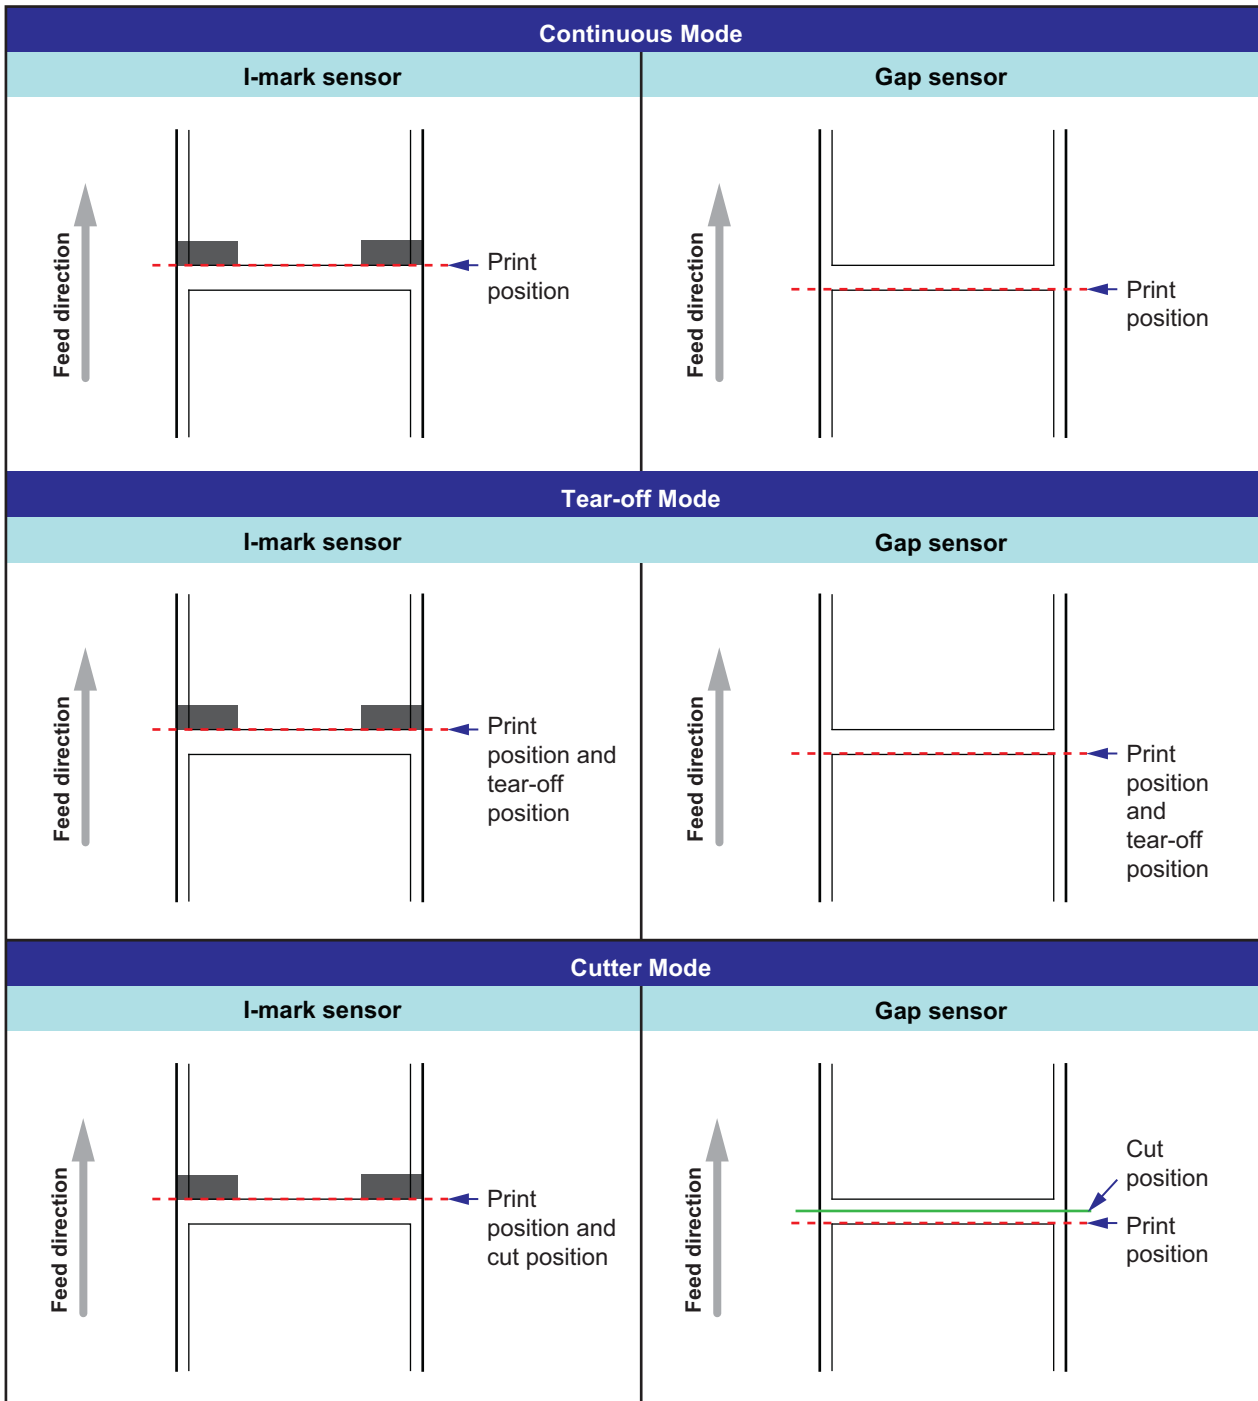 Continuous Mode
I-mark sensor
Gap sensor
Feed direction
Print
position
Feed direction
Print
position
Tear-off Mode
I-mark sensor
Gap sensor
Feed direction
Print
position and
tear-off
position
Feed direction
Print
position
and
tear-off
position
Cutter Mode
I-mark sensor
Gap sensor
Feed direction
Print
position and
cut position
Feed direction
Cut
position
Print
position